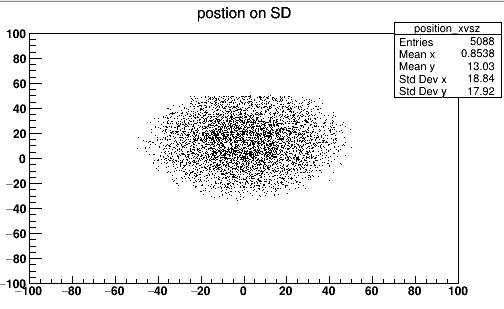 postion on SD
position_xvsz
Entries 5088
Mean x 0.8538
Mean y 13.03
Std Dev x 18.84
Std Dev y 17.92
100
80
60
40
20
0
−20
−40
−60
−80
−100
−100 −80 −60 −40 −20 0 20 40 60 80 100